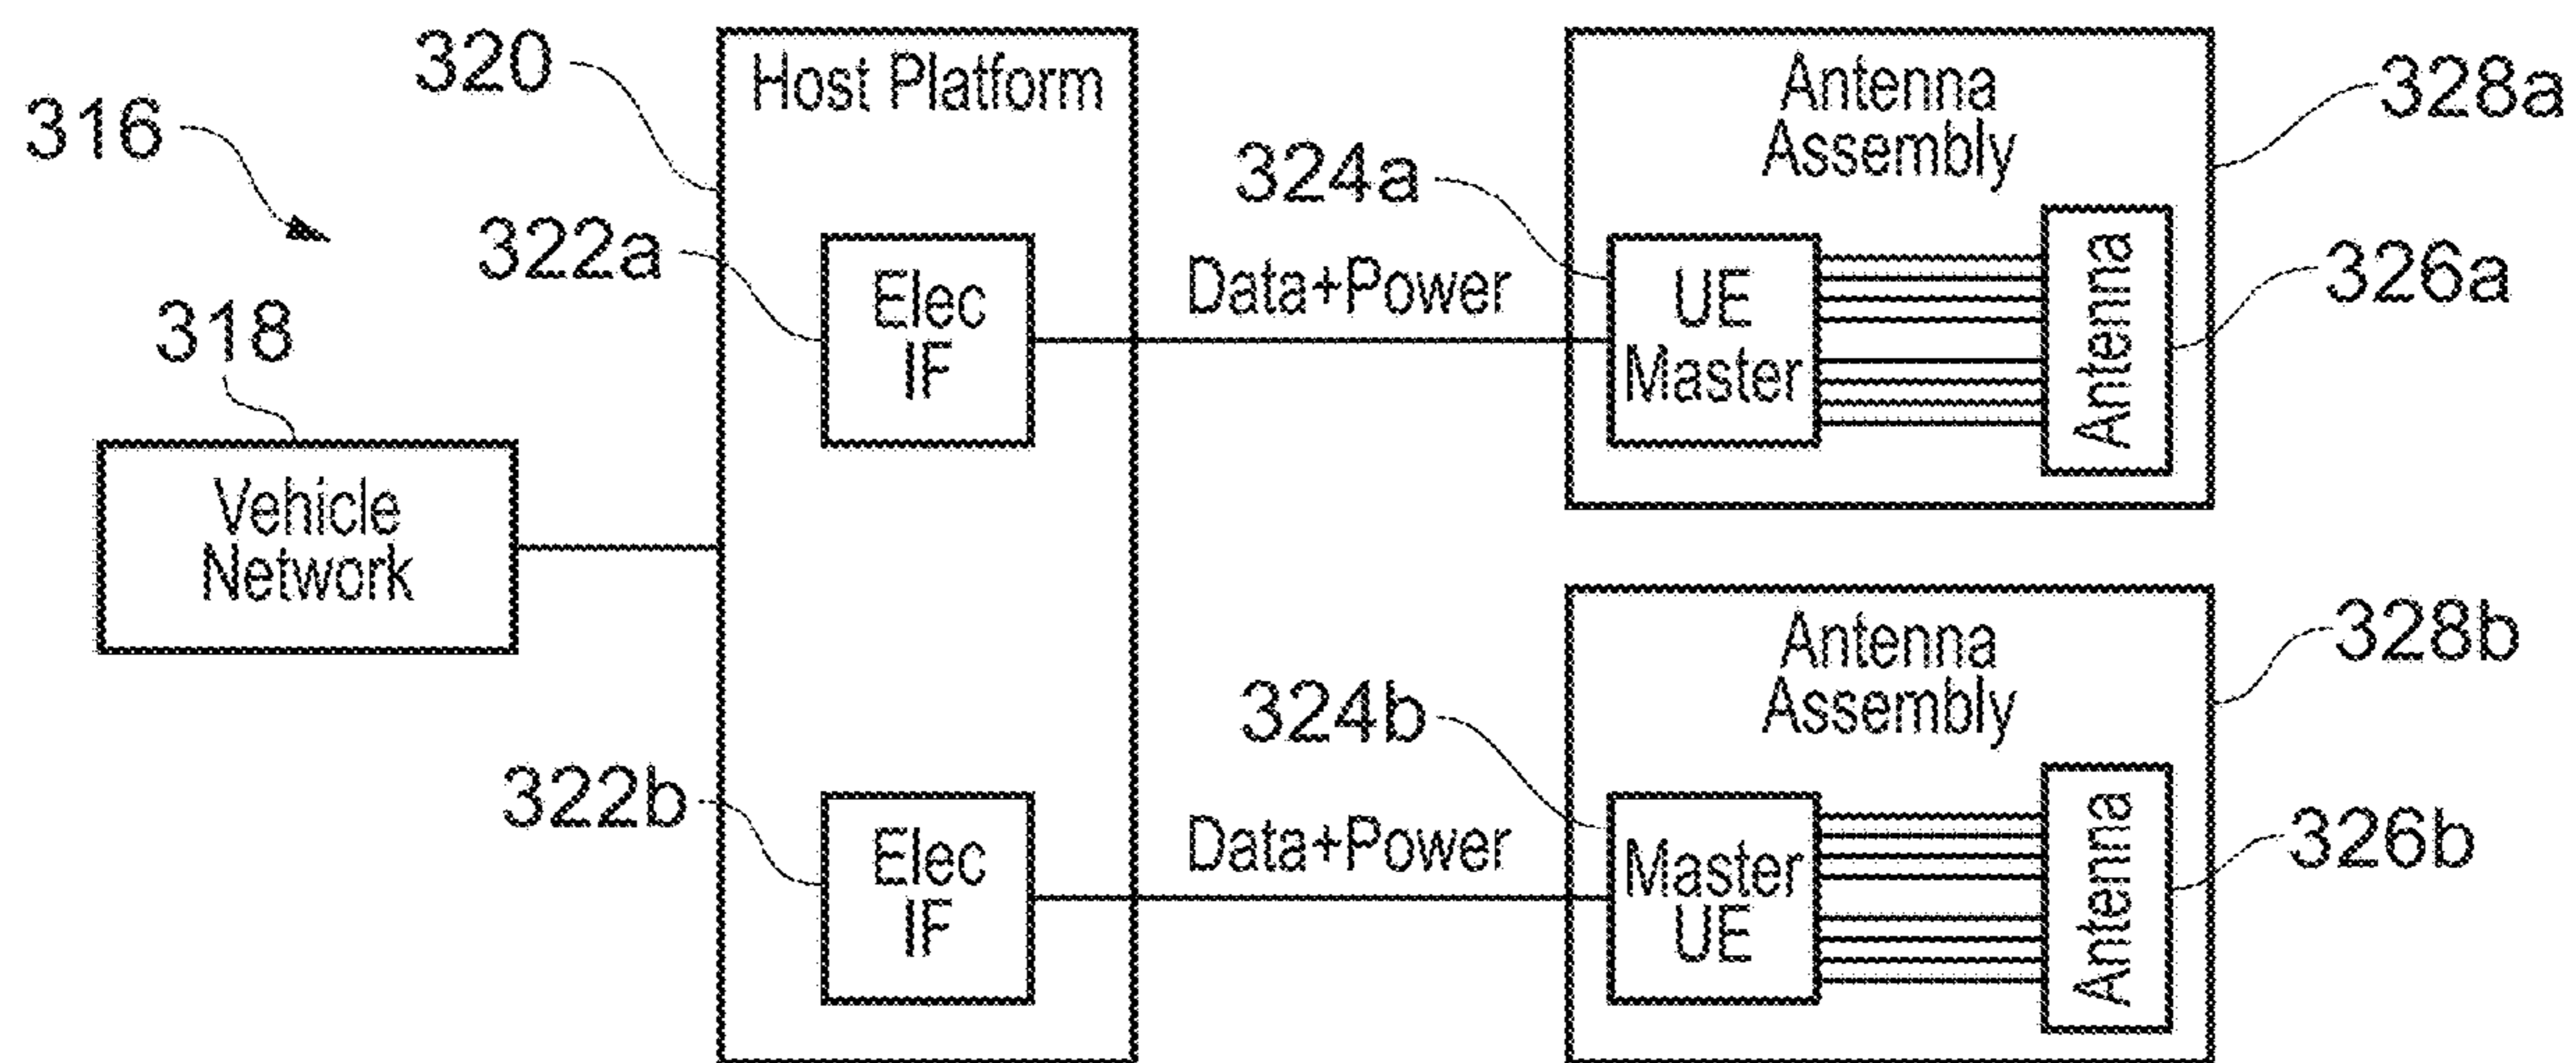 316
318
Vehicle
Network
320
Host Platform
322a
Elec
IF
322b
Elec
IF
Data+Power
Data+Power
324a
Antenna
Assembly
328a
UE
Master
Antenna
326a
324b
Antenna
Assembly
328b
Master
UE
Antenna
326b